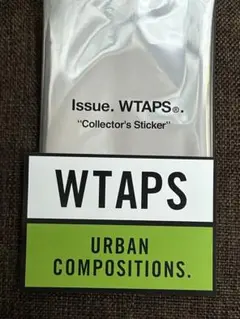 Issue. WTAPS®.
“Collector's Sticker”
WTAPS
URBAN
COMPOSITIONS.